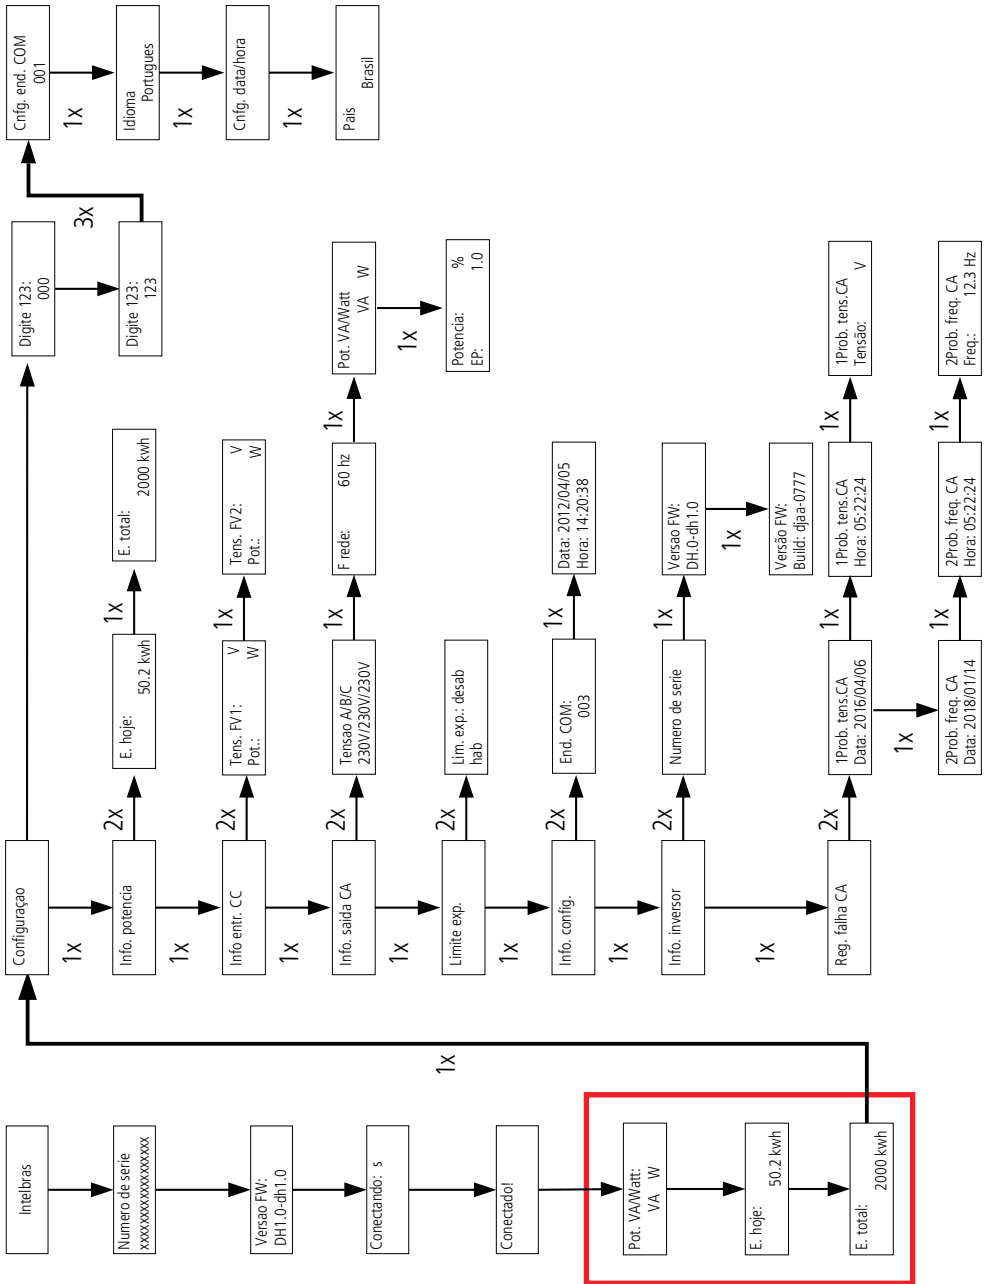 Intelbras
Numero de serie
xxxxxxxxxxxxxxxxxx
Versao FW:
DH1.0-dh1.0
Conectando: s
Conectado!
Pot. VA/Watt:
VA W
E. hoje:
50.2 kwh
E. total:
2000 kwh
1x
Configuraçao
1x
Info. potencia
1x
Info entr. CC
1x
Info. saida CA
1x
Limite exp.
1x
Info. config.
1x
Info. inversor
1x
Reg. falha CA
Digite 123:
000
Digite 123:
123
3x
Cnfg. end. COM
001
1x
Idioma
Portugues
1x
Cnfg. data/hora
1x
Pais
Brasil
2x
E. hoje:
50.2 kwh
1x
E. total:
2000 kwh
2x
Tens. FV1: V
Pot.: W
1x
Tens. FV2: V
Pot.: W
2x
Tensao A/B/C
230V/230V/230V
1x
F rede:
60 hz
1x
Pot. VA/Watt
VA W
1x
Potencia: %
EP: 1.0
2x
Lim. exp.: desab
hab
2x
End. COM:
003
1x
Data: 2012/04/05
Hora: 14:20:38
2x
Numero de serie
1x
Versao FW:
DH.0-dh1.0
1x
Versão FW:
Build: djaa-0777
2x
1Prob. tens.CA
Data: 2016/04/06
1x
1Prob. tens.CA
Hora: 05:22:24
1x
1Prob. tens.CA
Tensão: V
1x
2Prob. freq. CA
Data: 2018/01/14
1x
2Prob. freq. CA
Hora: 05:22:24
1x
2Prob. freq. CA
Freq.: 12.3 Hz